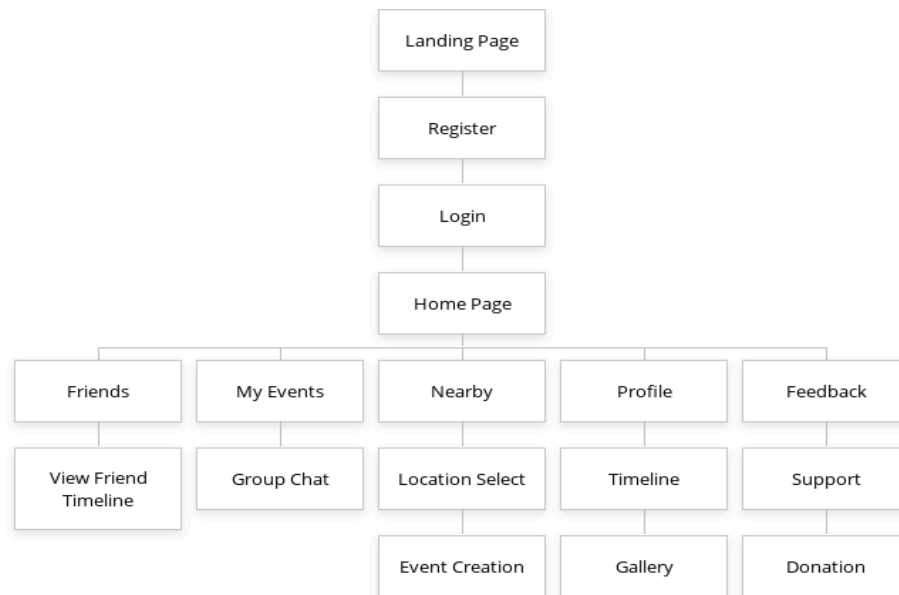 Landing Page
Register
Login
Home Page
Friends
My Events
Nearby
Profile
Feedback
View Friend
Timeline
Group Chat
Location Select
Timeline
Support
Event Creation
Gallery
Donation